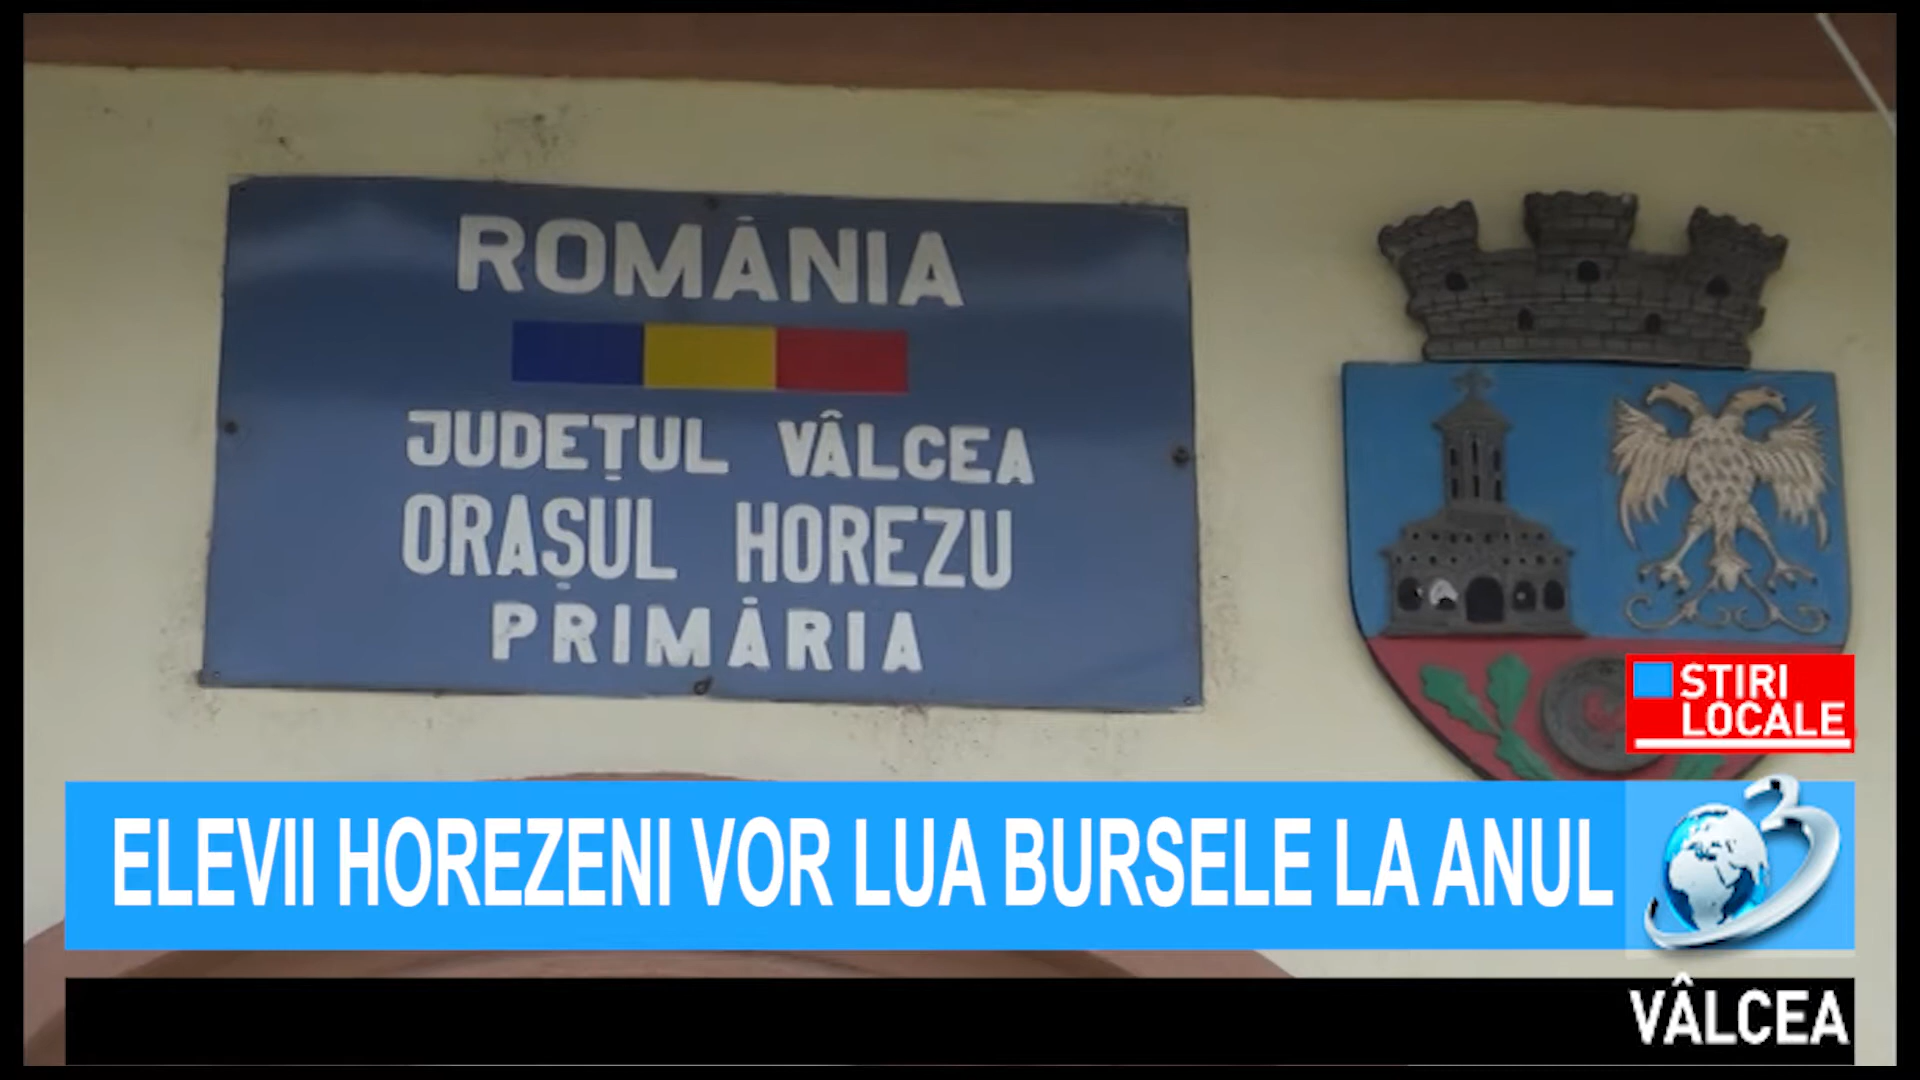 ROMÂNIA
JUDEȚUL VÂLCEA
ORAȘUL HOREZU
PRIMĂRIA
STIRI
LOCALE
ELEVII HOREZENI VOR LUA BURSELE LA ANUL
3
VÂLCEA